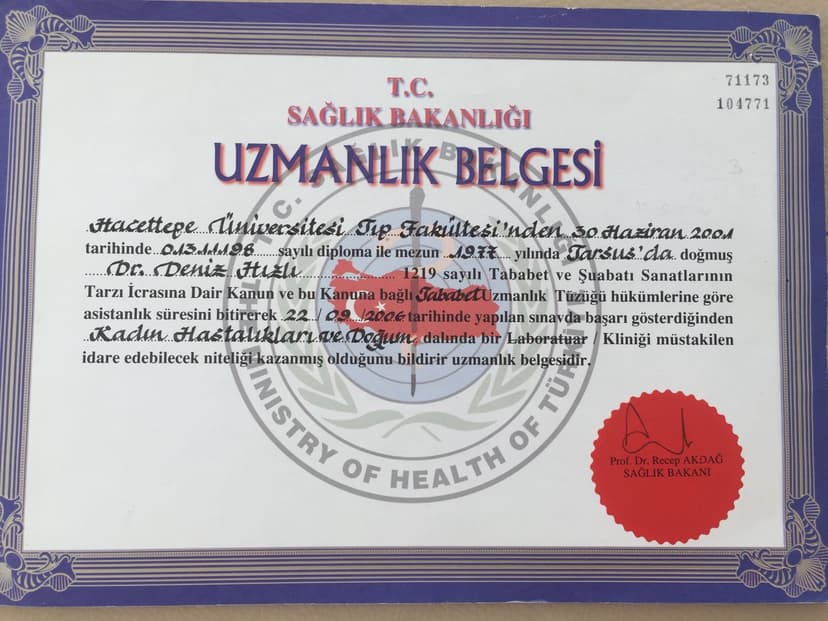 71173
104771
T.C.
SAĞLIK BAKANLIĞI
UZMANLIK BELGESİ
Hacettepe Üniversitesi Tıp Fakültesi'nden 30 Haziran 2001
tarihinde 013.11196 sayılı diploma ile mezun 1977 yılında Tarsus'da doğmuş
Dr. Deniz Hızlı 1219 sayılı Tababet ve Şuabatı Sanatlarının
Tarzı İcrasına Dair Kanun ve bu Kanuna bağlı Tababet Uzmanlık Tüzüğü hükümlerine göre
asistanlık süresini bitirerek 22 / 09 / 2006 tarihinde yapılan sınavda başarı gösterdiğinden
Kadın Hastalıkları ve Doğum, dalında bir Laboratuar / Kliniği müstakilen
idare edebilecek niteliği kazanmış olduğunu bildirir uzmanlık belgesidir.
T.C. SAĞLIK BAKANLIĞI
MINISTRY OF HEALTH OF TÜRKİYE
Prof. Dr. Recep AKDAĞ
SAĞLIK BAKANI